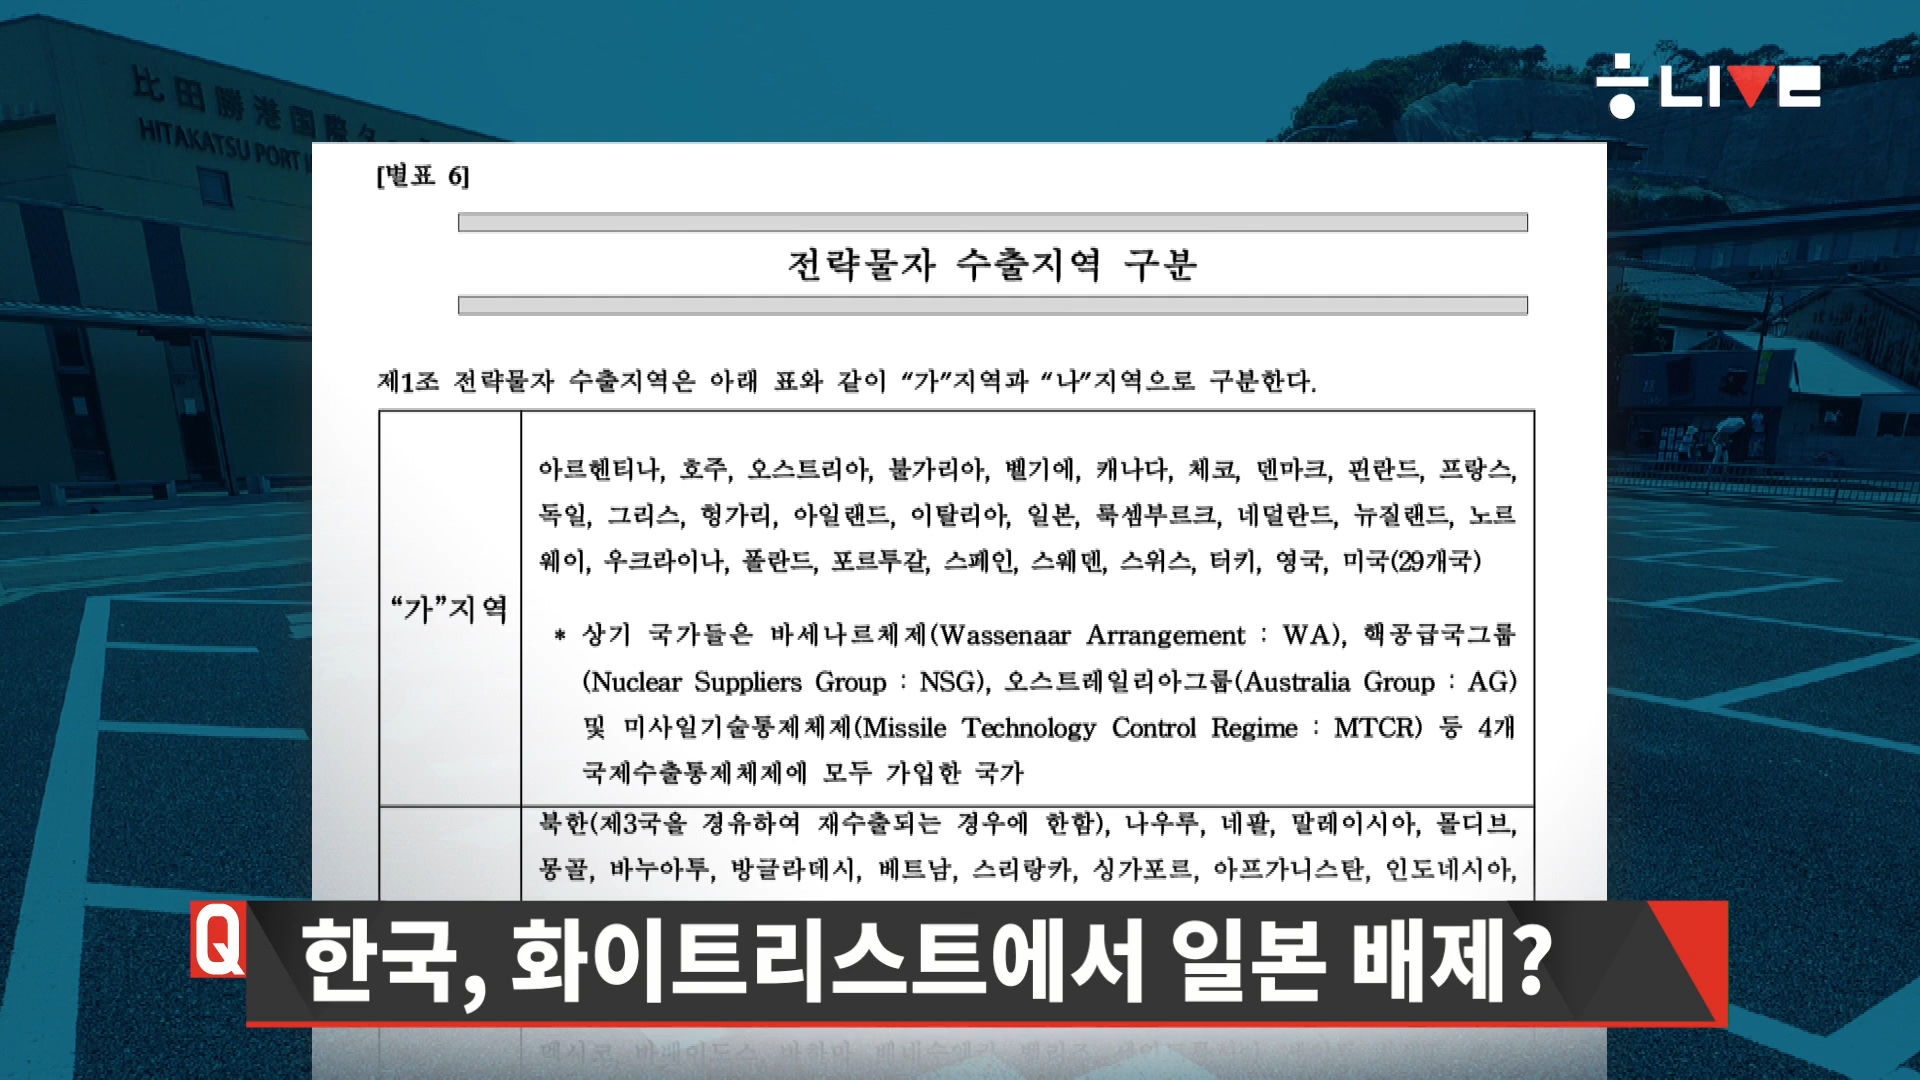 比田勝港国際
HITAKATSU PORT
LIVE
[별표 6]
전략물자 수출지역 구분
제1조 전략물자 수출지역은 아래 표와 같이 “가”지역과 “나”지역으로 구분한다.
아르헨티나, 호주, 오스트리아, 불가리아, 벨기에, 캐나다, 체코, 덴마크, 핀란드, 프랑스,
독일, 그리스, 헝가리, 아일랜드, 이탈리아, 일본, 룩셈부르크, 네덜란드, 뉴질랜드, 노르
웨이, 우크라이나, 폴란드, 포르투갈, 스페인, 스웨덴, 스위스, 터키, 영국, 미국(29개국)
“가”지역
* 상기 국가들은 바세나르체제(Wassenaar Arrangement : WA), 핵공급국그룹
(Nuclear Suppliers Group : NSG), 오스트레일리아그룹(Australia Group : AG)
및 미사일기술통제체제(Missile Technology Control Regime : MTCR) 등 4개
국제수출통제체제에 모두 가입한 국가
북한(제3국을 경유하여 재수출되는 경우에 한함), 나우루, 네팔, 말레이시아, 몰디브,
몽골, 바누아투, 방글라데시, 베트남, 스리랑카, 싱가포르, 아프가니스탄, 인도네시아,
Q 한국, 화이트리스트에서 일본 배제?